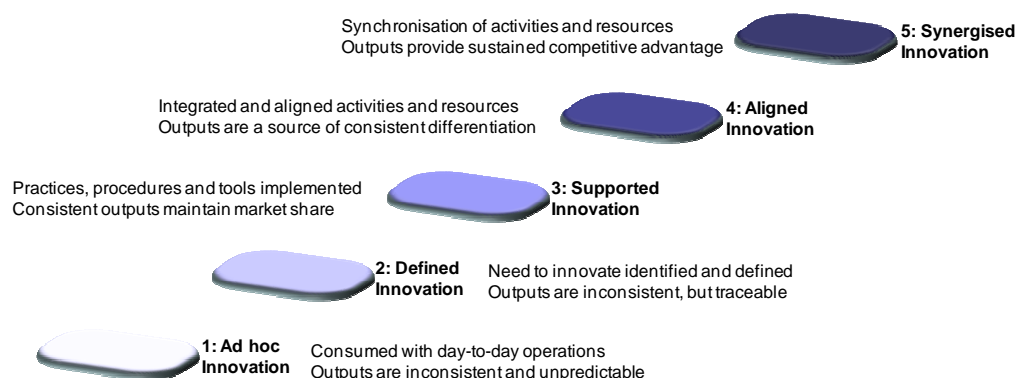 Synchronisation of activities and resources
Outputs provide sustained competitive advantage
5: Synergised
Innovation
Integrated and aligned activities and resources
Outputs are a source of consistent differentiation
4: Aligned
Innovation
Practices, procedures and tools implemented
Consistent outputs maintain market share
3: Supported
Innovation
2: Defined
Innovation
Need to innovate identified and defined
Outputs are inconsistent, but traceable
1: Ad hoc
Innovation
Consumed with day-to-day operations
Outputs are inconsistent and unpredictable